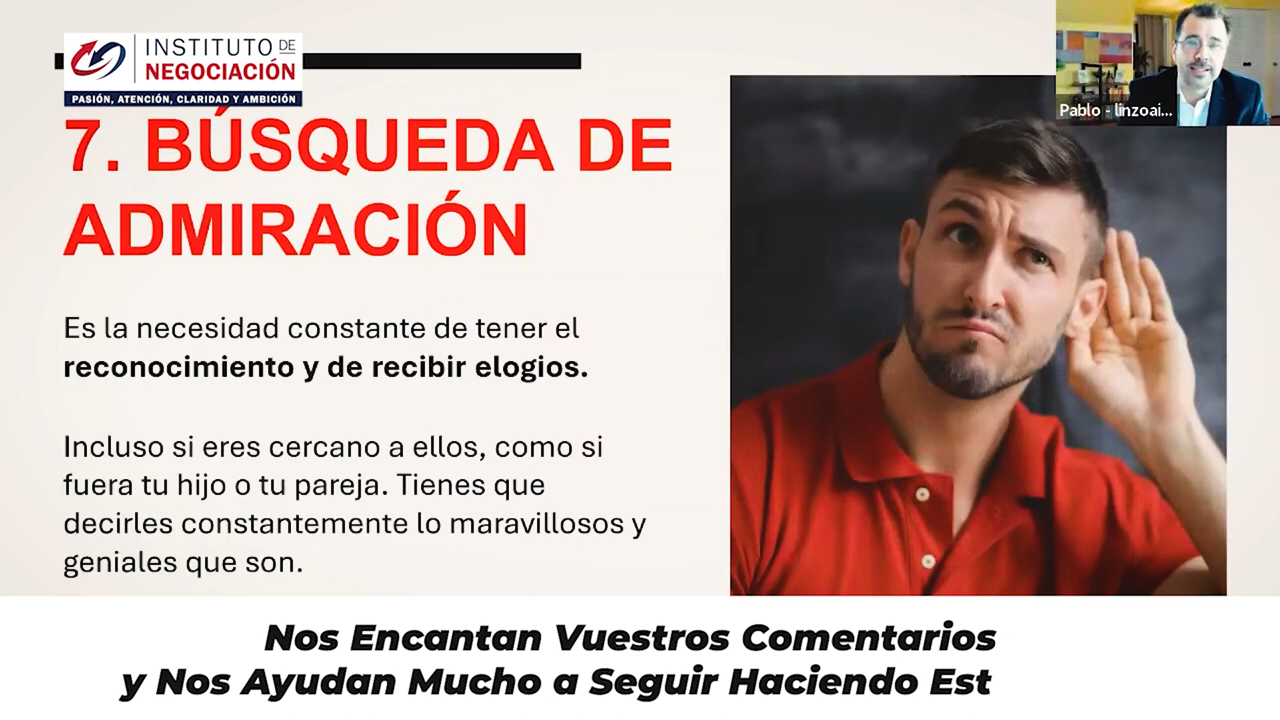 INSTITUTO DE
NEGOCIACIÓN
PASIÓN, ATENCIÓN, CLARIDAD Y AMBICIÓN
Pablo - linzoai...
7. BÚSQUEDA DE
ADMIRACIÓN
Es la necesidad constante de tener el
reconocimiento y de recibir elogios.
Incluso si eres cercano a ellos, como si
fuera tu hijo o tu pareja. Tienes que
decirles constantemente lo maravillosos y
geniales que son.
Nos Encantan Vuestros Comentarios
y Nos Ayudan Mucho a Seguir Haciendo Est